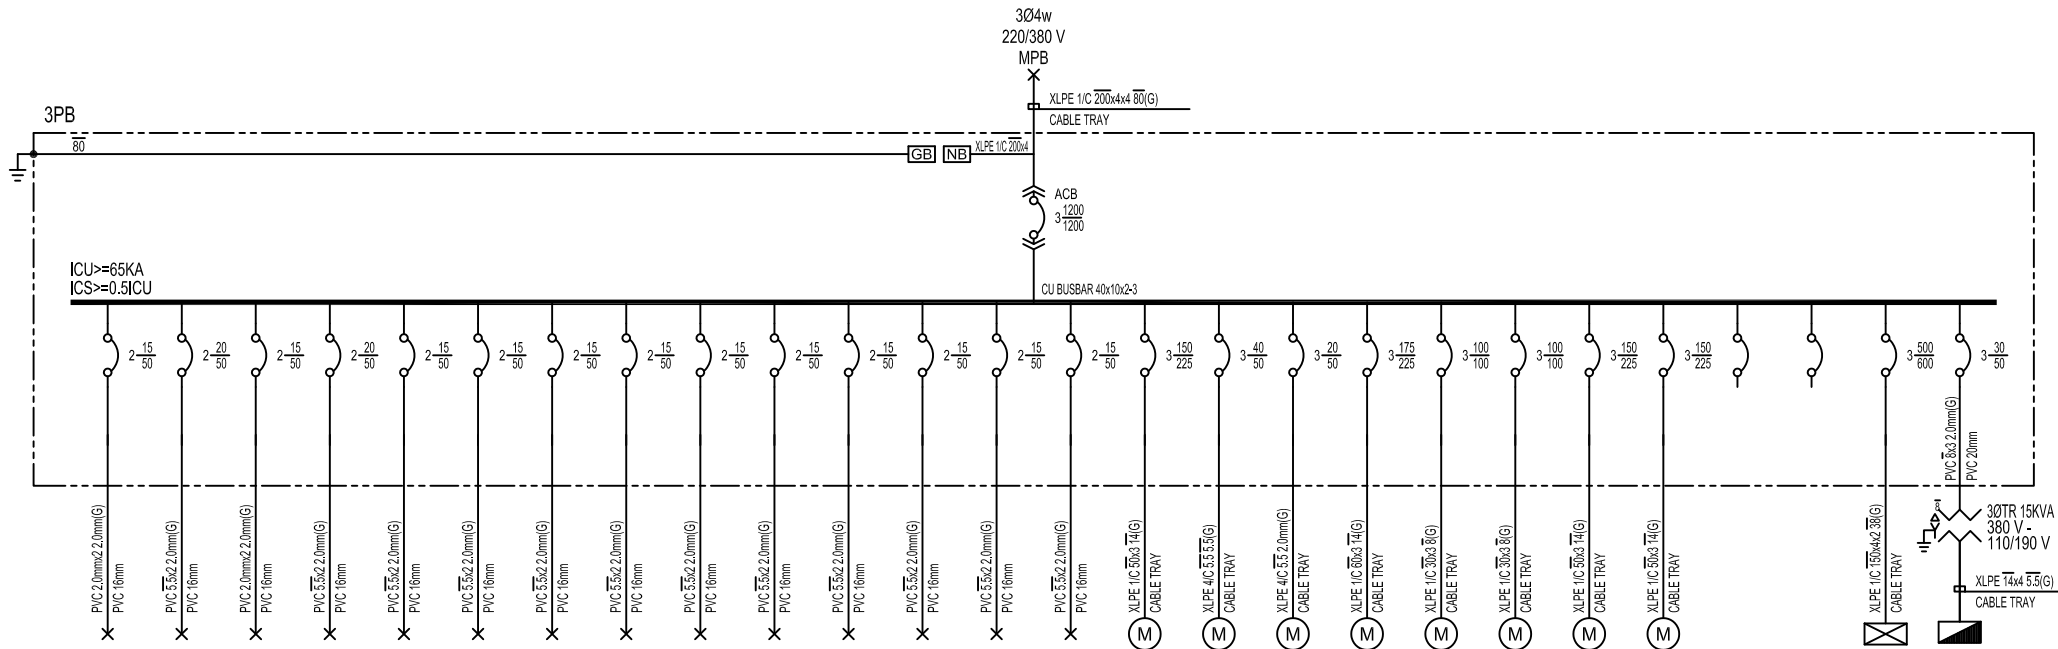 3Ø4w
220/380 V
MPB
XLPE 1/C 200x4x4 80(G)
CABLE TRAY
3PB
80
GB
NB
XLPE 1/C 200x4
ACB
3 1200
1200
ICU>=65KA
ICS>=0.5ICU
CU BUSBAR 40x10x2-3
2 15
50
2 20
50
2 15
50
2 20
50
2 15
50
2 15
50
2 15
50
2 15
50
2 15
50
2 15
50
2 15
50
2 15
50
2 15
50
2 15
50
3 150
225
3 40
50
3 20
50
3 175
225
3 100
100
3 100
100
3 150
225
3 150
225
3 500
600
3 30
50
PVC 2.0mmx2 2.0mm(G)
PVC 16mm
PVC 5.5x2 2.0mm(G)
PVC 16mm
PVC 2.0mmx2 2.0mm(G)
PVC 16mm
PVC 5.5x2 2.0mm(G)
PVC 16mm
PVC 5.5x2 2.0mm(G)
PVC 16mm
PVC 5.5x2 2.0mm(G)
PVC 16mm
PVC 5.5x2 2.0mm(G)
PVC 16mm
PVC 5.5x2 2.0mm(G)
PVC 16mm
PVC 5.5x2 2.0mm(G)
PVC 16mm
PVC 5.5x2 2.0mm(G)
PVC 16mm
PVC 5.5x2 2.0mm(G)
PVC 16mm
PVC 5.5x2 2.0mm(G)
PVC 16mm
PVC 5.5x2 2.0mm(G)
PVC 16mm
PVC 5.5x2 2.0mm(G)
PVC 16mm
XLPE 1/C 50x3 14(G)
CABLE TRAY
XLPE 4/C 5.5 5.5(G)
CABLE TRAY
XLPE 4/C 5.5 2.0mm(G)
CABLE TRAY
XLPE 1/C 60x3 14(G)
CABLE TRAY
XLPE 1/C 30x3 8(G)
CABLE TRAY
XLPE 1/C 30x3 8(G)
CABLE TRAY
XLPE 1/C 50x3 14(G)
CABLE TRAY
XLPE 1/C 50x3 14(G)
CABLE TRAY
XLPE 1/C 150x4x2 38(G)
CABLE TRAY
PVC 8x3 2.0mm(G)
PVC 20mm
8
3ØTR 15KVA
380 V -
110/190 V
XLPE 14x4 5.5(G)
CABLE TRAY
M
M
M
M
M
M
M
M